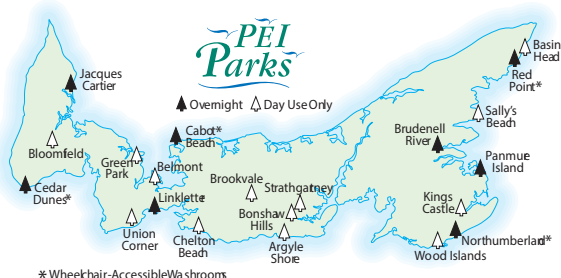 PEI
Parks
Overnight
Day Use Only
Basin
Head
Red
Point*
Jacques
Cartier
Sally's
Beach
Cabot*
Beach
Brudenell
River
Bloomfield
Green
Park
Belmont
Panmure
Island
Brookvale
Strathgartney
Cedar
Dunes*
Linkletter
Kings
Castle
Bonshaw
Hills
Union
Corner
Chelton
Beach
Argyle
Shore
Northumberland*
Wood Islands
* Wheelchair-Accessible Washrooms